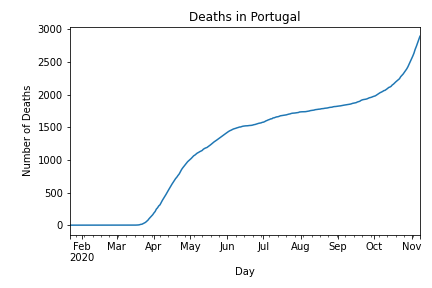 Deaths in Portugal
3000
2500
2000
1500
1000
500
0
Number of Deaths
Feb Mar Apr May Jun Jul Aug Sep Oct Nov
2020
Day